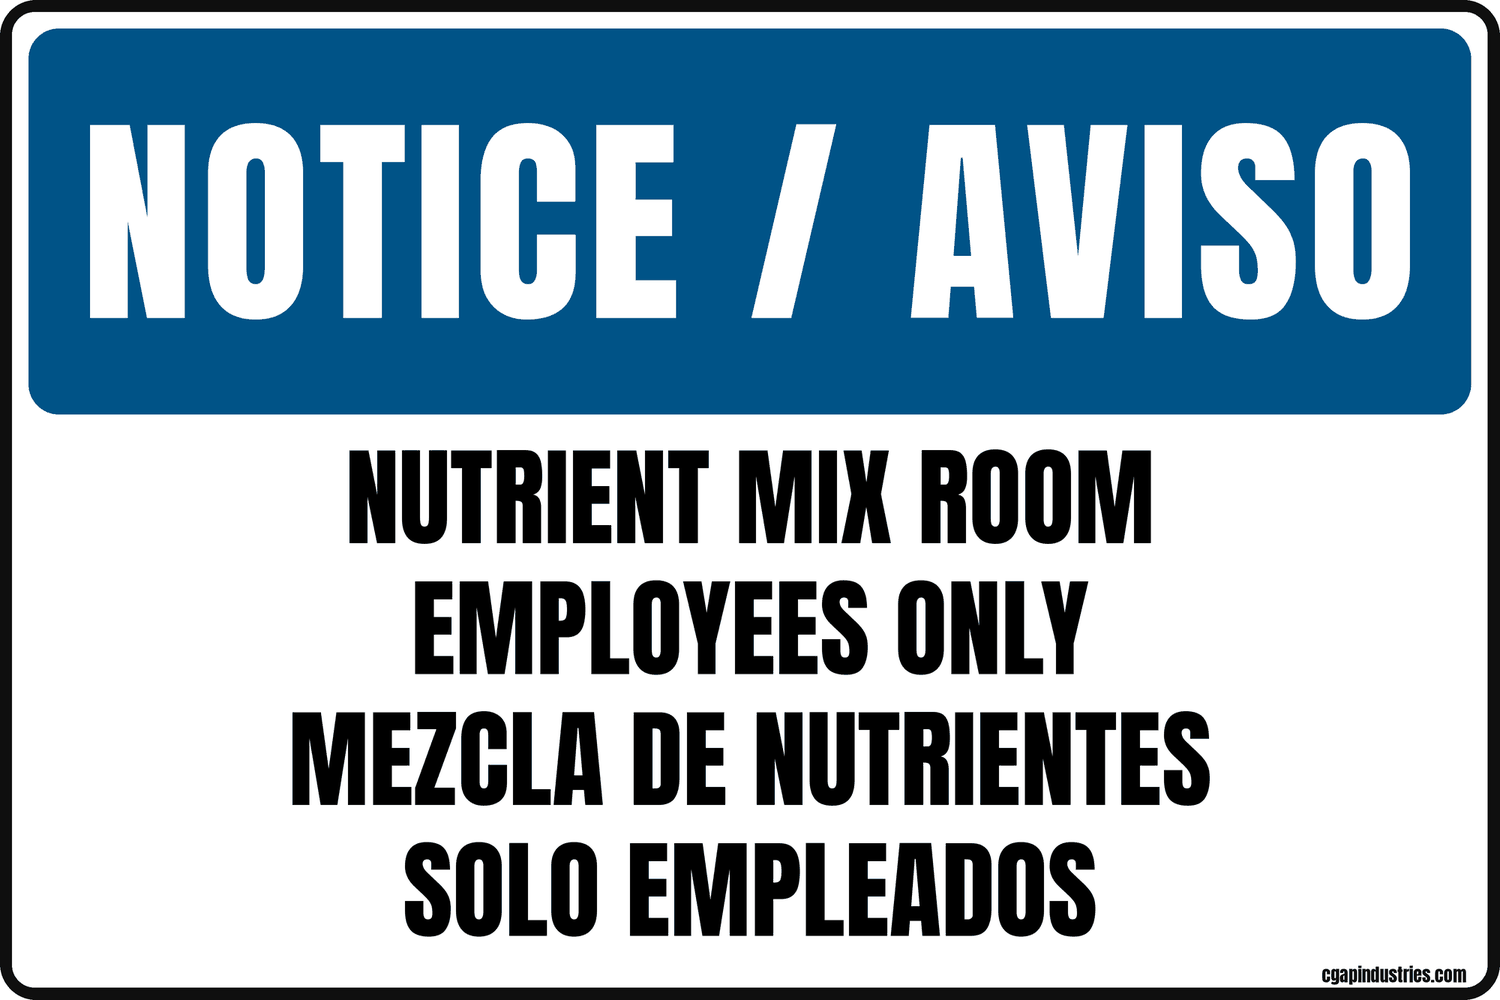 NOTICE / AVISO
NUTRIENT MIX ROOM
EMPLOYEES ONLY
MEZCLA DE NUTRIENTES
SOLO EMPLEADOS
cgapindustries.com